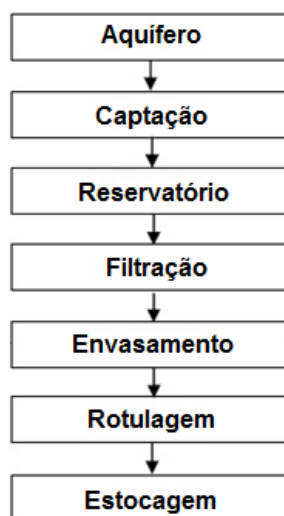 Aquífero
Captação
Reservatório
Filtração
Envasamento
Rotulagem
Estocagem